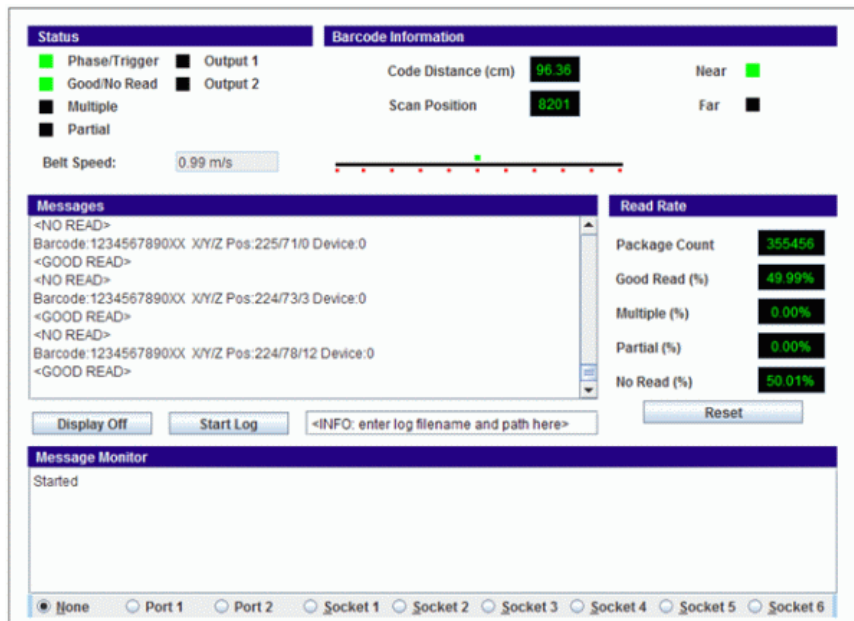 Status
Phase/Trigger Output 1
Good/No Read Output 2
Multiple
Partial
Belt Speed: 0.99 m/s
Barcode Information
Code Distance (cm) 96.36 Near
Scan Position 8201 Far
Messages
<NO READ>
Barcode:1234567890XX X/Y/Z Pos:225/71/0 Device:0
<GOOD READ>
<NO READ>
Barcode:1234567890XX X/Y/Z Pos:224/73/3 Device:0
<GOOD READ>
<NO READ>
Barcode:1234567890XX X/Y/Z Pos:224/78/12 Device:0
<GOOD READ>
Display Off Start Log <INFO: enter log filename and path here>
Read Rate
Package Count 355456
Good Read (%) 49.99%
Multiple (%) 0.00%
Partial (%) 0.00%
No Read (%) 50.01%
Reset
Message Monitor
Started
None Port 1 Port 2 Socket 1 Socket 2 Socket 3 Socket 4 Socket 5 Socket 6